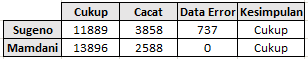 Cukup Cacat Data Error Kesimpulan
Sugeno 11889 3858 737 Cukup
Mamdani 13896 2588 0 Cukup